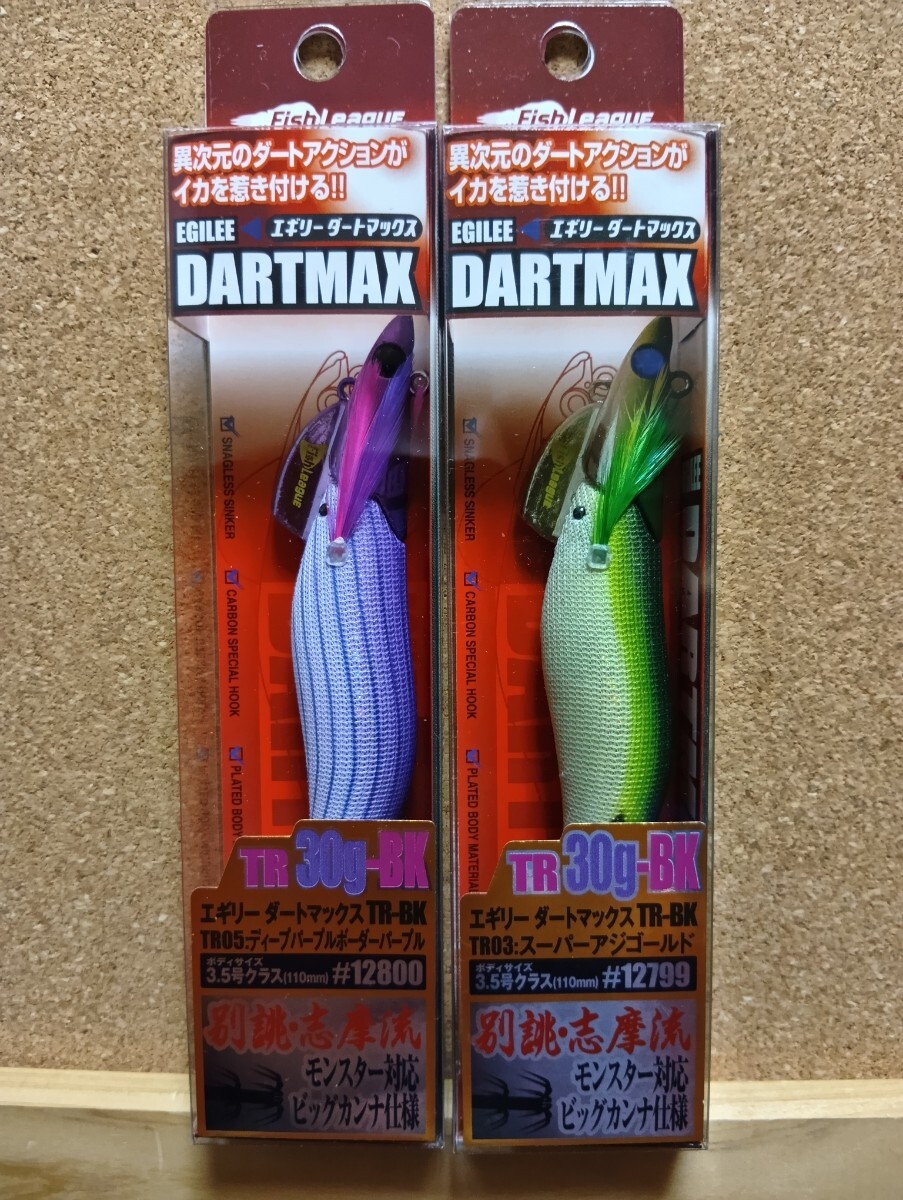 Fish League
異次元のダートアクションが
イカを惹き付ける!!
EGILEE エギリー ダートマックス
DARTMAX
Fish League
SNAGLESS SINKER
CARBON SPECIAL HOOK
PLATED BODY
TR 30g-BK
エギリー ダートマックス TR-BK
TR05:ディープパープルボーダーパープル
ボディサイズ
3.5号クラス(110mm) #12800
別誂・志摩流
モンスター対応
ビッグカンナ仕様
Fish League
異次元のダートアクションが
イカを惹き付ける!!
EGILEE エギリー ダートマックス
DARTMAX
Fish League
SNAGLESS SINKER
CARBON SPECIAL HOOK
PLATED BODY MATERIAL
TR 30g-BK
エギリー ダートマックス TR-BK
TR03:スーパーアジゴールド
ボディサイズ
3.5号クラス(110mm) #12799
別誂・志摩流
モンスター対応
ビッグカンナ仕様